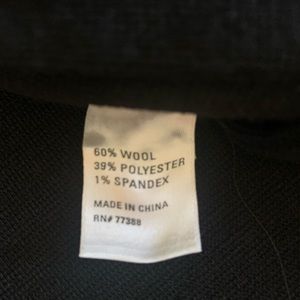 60% WOOL
39% POLYESTER
1% SPANDEX
MADE IN CHINA
RN# 77388